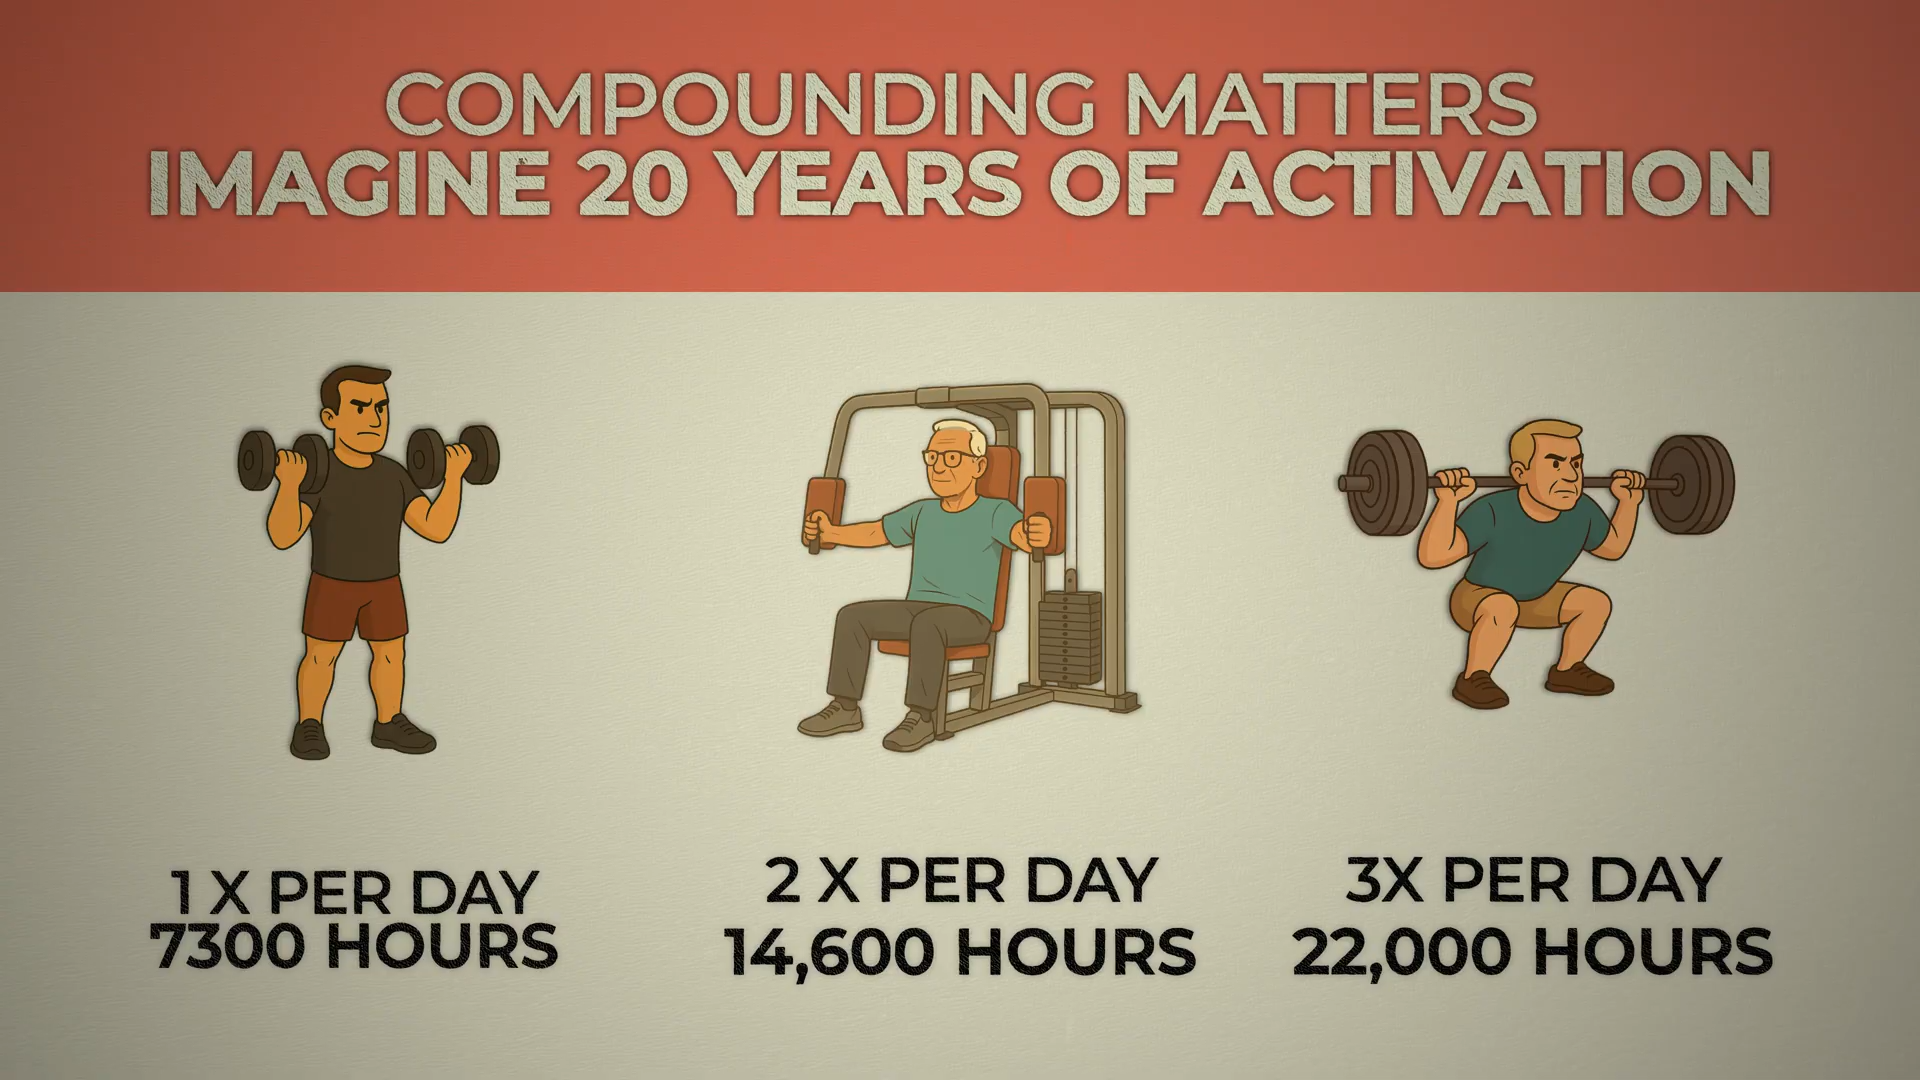 COMPOUNDING MATTERS
IMAGINE 20 YEARS OF ACTIVATION
1 X PER DAY
7300 HOURS
2 X PER DAY
14,600 HOURS
3X PER DAY
22,000 HOURS